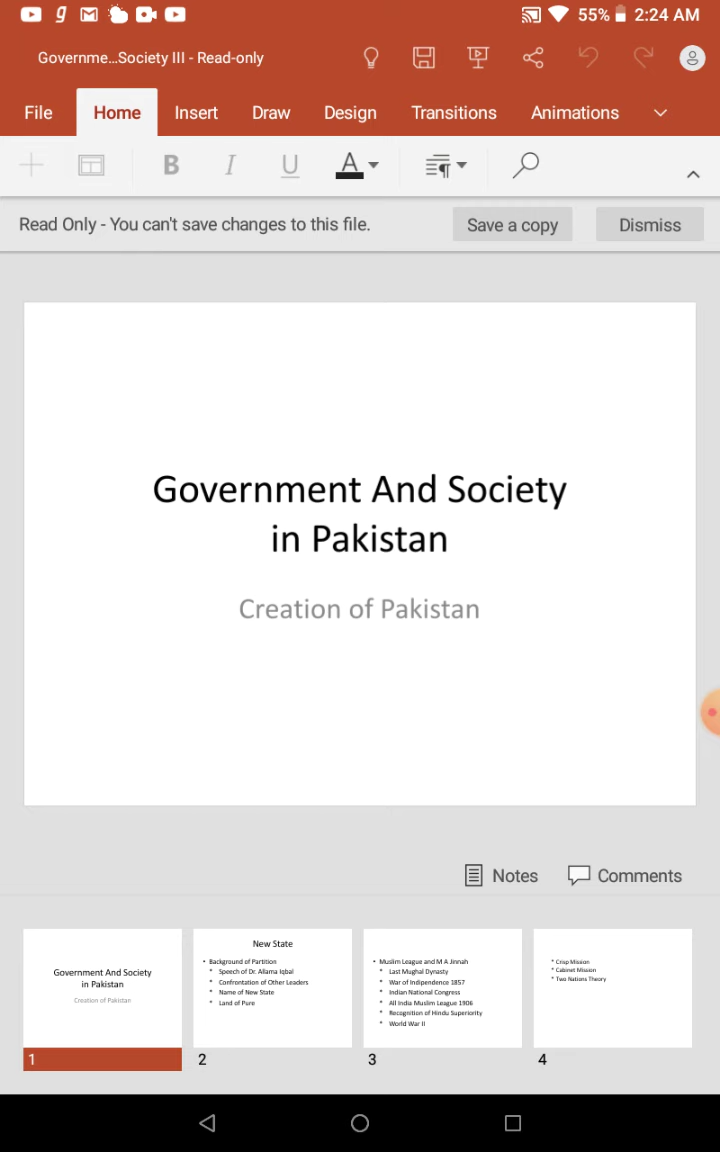 55% 2:24 AM
Governme...Society III - Read-only
File Home Insert Draw Design Transitions Animations
B I U A
Read Only - You can't save changes to this file. Save a copy Dismiss
Government And Society
in Pakistan
Creation of Pakistan
Notes Comments
Government And Society
in Pakistan
Creation of Pakistan
1
New State
• Background of Partition
• Speech of Dr. Allama Iqbal
• Confrontation of Other Leaders
• Name of New State
• Land of Pure
2
• Muslim League and M A Jinnah
• Last Mughal Dynasty
• War of Indipendence 1857
• Indian National Congress
• All India Muslim League 1906
• Recognition of Hindu Superiority
• World War II
3
* Crisp Mission
* Cabinet Mission
* Two Nations Theory
4